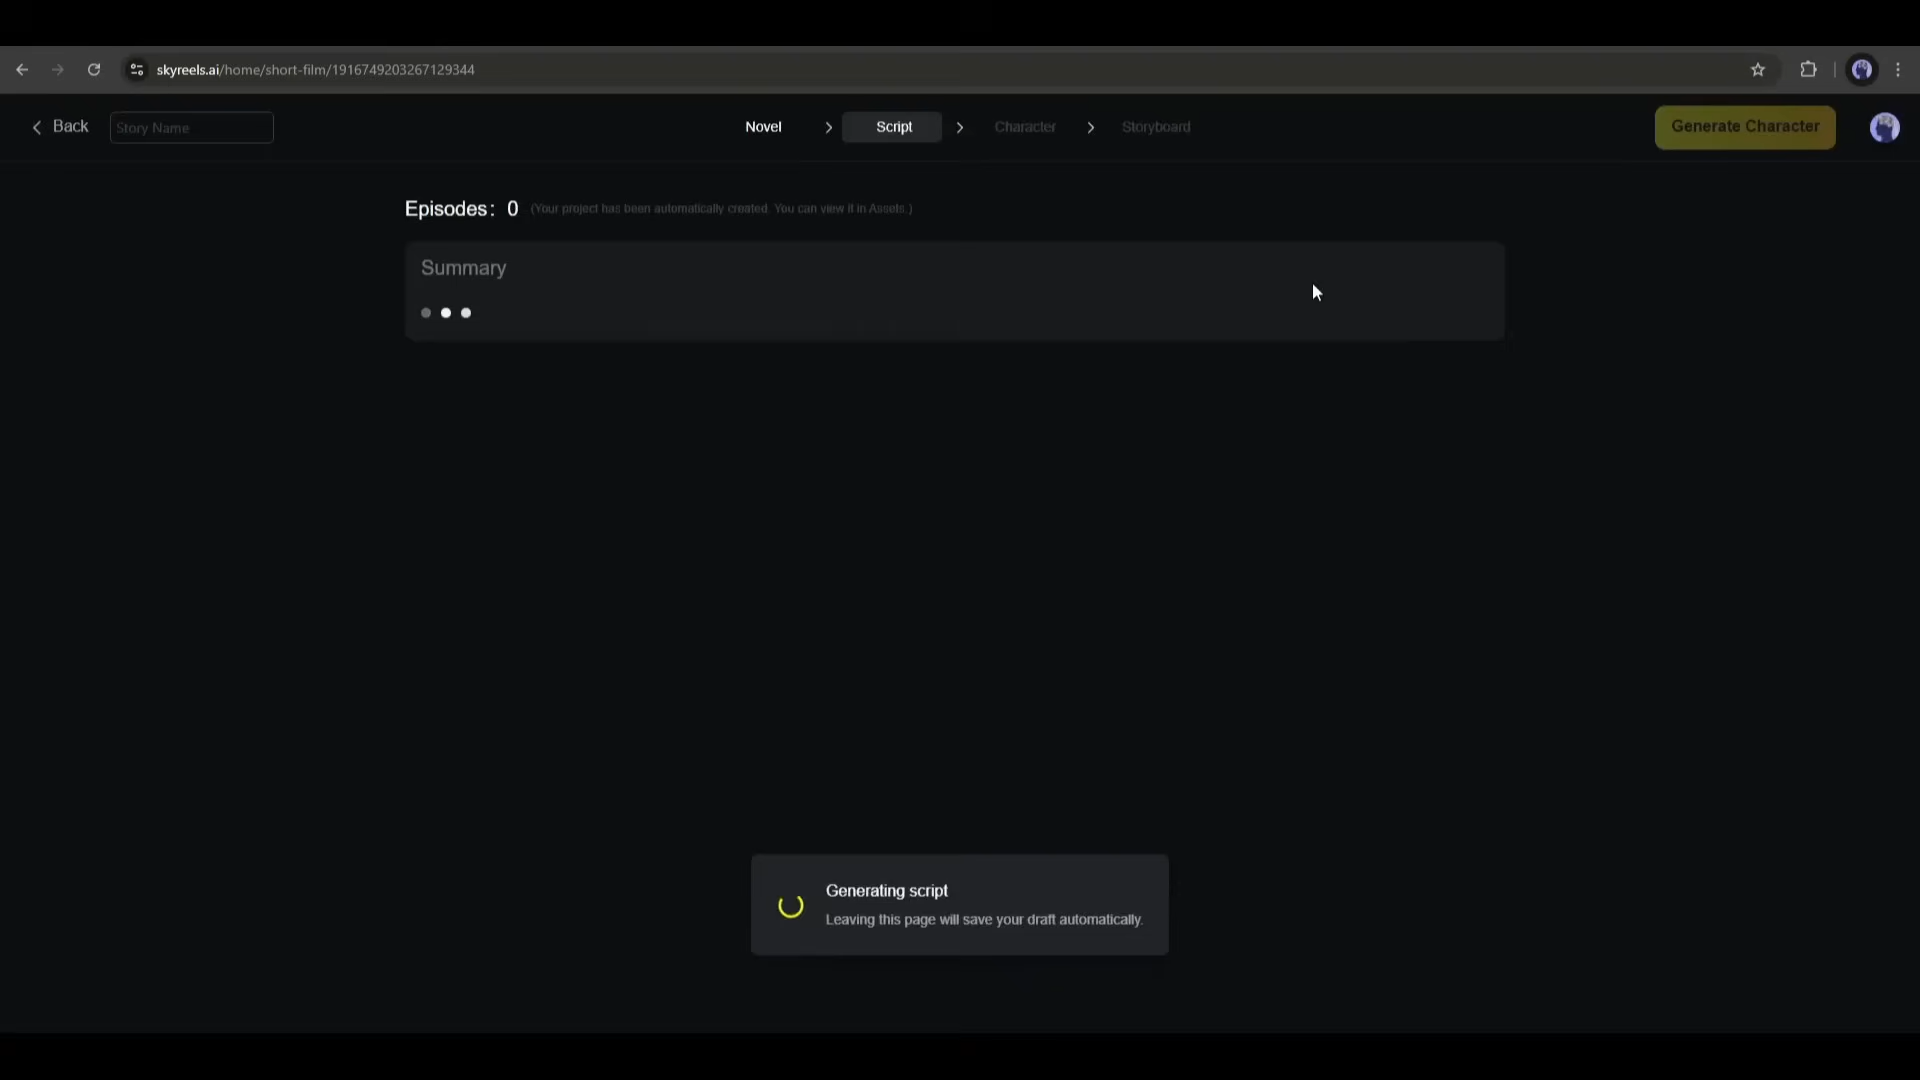 skyreels.ai/home/short-film/1916749203267129344
Back
Story Name
Novel
Script
Character
Storyboard
Generate Character
Episodes: 0 (Your project has been automatically created. You can view it in Assets.)
Summary
Generating script
Leaving this page will save your draft automatically.